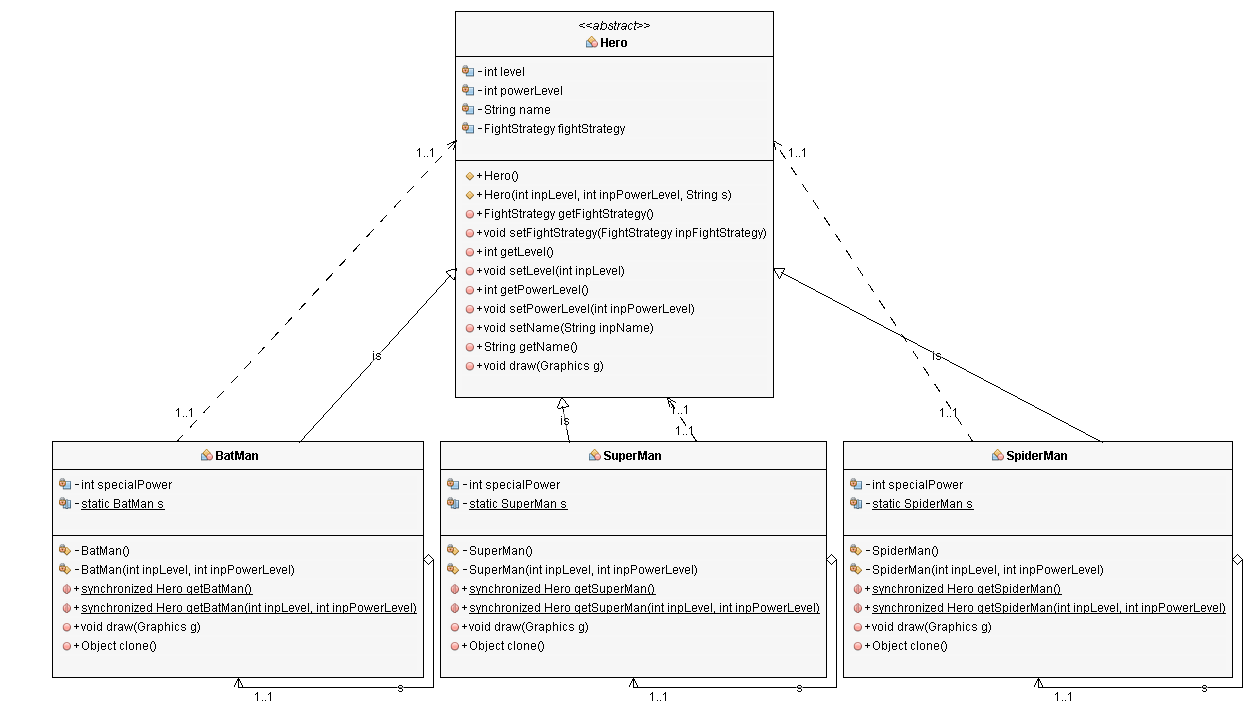 <<abstract>>
Hero
- int level
- int powerLevel
- String name
- FightStrategy fightStrategy
+ Hero()
+ Hero(int inpLevel, int inpPowerLevel, String s)
+ FightStrategy getFightStrategy()
+ void setFightStrategy(FightStrategy inpFightStrategy)
+ int getLevel()
+ void setLevel(int inpLevel)
+ int getPowerLevel()
+ void setPowerLevel(int inpPowerLevel)
+ void setName(String inpName)
+ String getName()
+ void draw(Graphics g)
1..1
1..1
is
is
1..1
is
1..1
1..1
1..1
BatMan
- int specialPower
- static BatMan s
- BatMan()
- BatMan(int inpLevel, int inpPowerLevel)
+ synchronized Hero getBatMan()
+ synchronized Hero getBatMan(int inpLevel, int inpPowerLevel)
+ void draw(Graphics g)
+ Object clone()
s
1..1
SuperMan
- int specialPower
- static SuperMan s
- SuperMan()
- SuperMan(int inpLevel, int inpPowerLevel)
+ synchronized Hero getSuperMan()
+ synchronized Hero getSuperMan(int inpLevel, int inpPowerLevel)
+ void draw(Graphics g)
+ Object clone()
s
1..1
SpiderMan
- int specialPower
- static SpiderMan s
- SpiderMan()
- SpiderMan(int inpLevel, int inpPowerLevel)
+ synchronized Hero getSpiderMan()
+ synchronized Hero getSpiderMan(int inpLevel, int inpPowerLevel)
+ void draw(Graphics g)
+ Object clone()
s
1..1